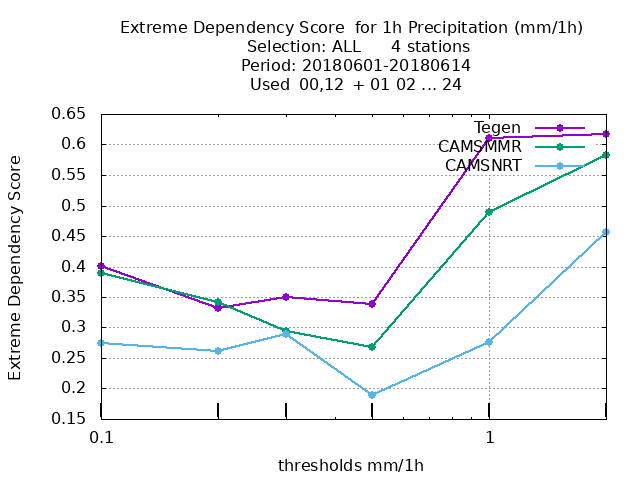 Extreme Dependency Score  for 1h Precipitation (mm/1h)
Selection: ALL      4 stations
Period: 20180601-20180614
Used  00,12  + 01 02 ... 24
Tegen
CAMSMMR
CAMSNRT
Extreme Dependency Score
0.65
0.6
0.55
0.5
0.45
0.4
0.35
0.3
0.25
0.2
0.15
0.1
1
thresholds mm/1h